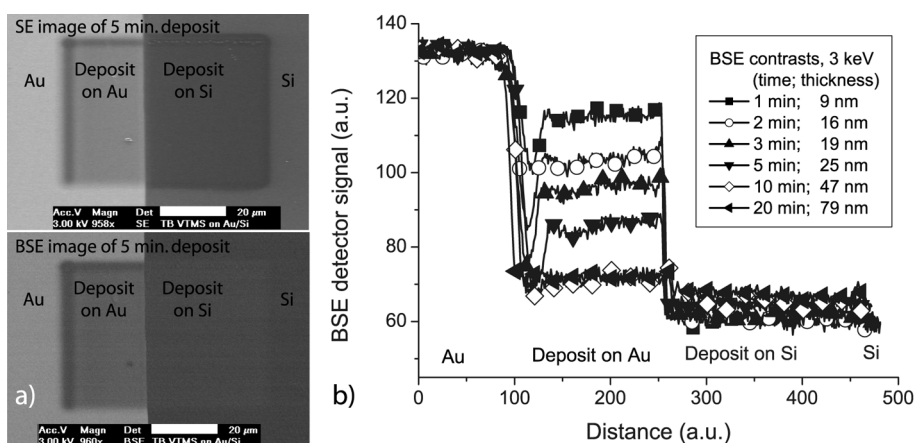 SE image of 5 min. deposit
Au
Deposit
on Au
Deposit
on Si
Si
Acc.V Magn Det 20 µm
3.00 kV 958x SE TB VTMS on Au/Si
BSE image of 5 min. deposit
Au
Deposit
on Au
Deposit
on Si
Si
a)
Acc.V Magn Det 20 µm
3.00 kV 960x BSE TB VTMS on Au/Si
b)
BSE detector signal (a.u.)
140
120
100
80
60
BSE contrasts, 3 keV
(time; thickness)
1 min; 9 nm
2 min; 16 nm
3 min; 19 nm
5 min; 25 nm
10 min; 47 nm
20 min; 79 nm
Au
Deposit on Au
Deposit on Si
Si
0 100 200 300 400 500
Distance (a.u.)